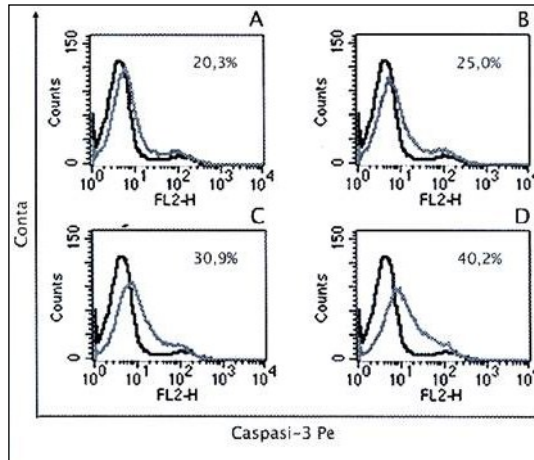 A
150
Counts
0
20,3%
10⁰ 10¹ 10² 10³ 10⁴
FL2-H
B
150
Counts
0
25,0%
10⁰ 10¹ 10² 10³ 10⁴
FL2-H
C
150
Counts
0
30,9%
10⁰ 10¹ 10² 10³ 10⁴
FL2-H
D
150
Counts
0
40,2%
10⁰ 10¹ 10² 10³ 10⁴
FL2-H
Conta
Caspasi-3 Pe